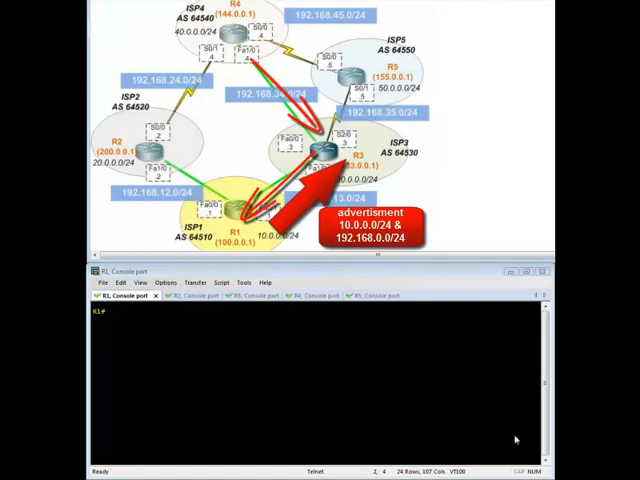 ISP4
AS 64540
R4
(144.0.0.1)
192.168.45.0/24
40.0.0.0/24
S0/0
.4
S0/1
.4
Fa1/0
.4
ISP5
AS 64550
S0/0
.5
R5
(155.0.0.1)
50.0.0.0/24
S0/
.5
192.168.24.0/24
192.168.3
/24
ISP2
AS 64520
192.168.35.0/24
S0/0
.2
R2
(200.0.0.1)
20.0.0.0/24
Fa1/0
.2
Fa0/0
.3
S2/0
.3
ISP3
AS 64530
R3
192.168.12.0/24
13.0/24
Fa0/0
.1
ISP1
AS 64510
R1
(100.0.0.1)
10.0.0.0/24
advertisment
10.0.0.0/24 &
192.168.0.0/24
R1, Console port
File Edit View Options Transfer Script Tools Help
R1, Console port R2, Console port R3, Console port R4, Console port R5, Console port
R1#
Ready Telnet 2, 4 24 Rows, 107 Cols VT100 CAP NUM